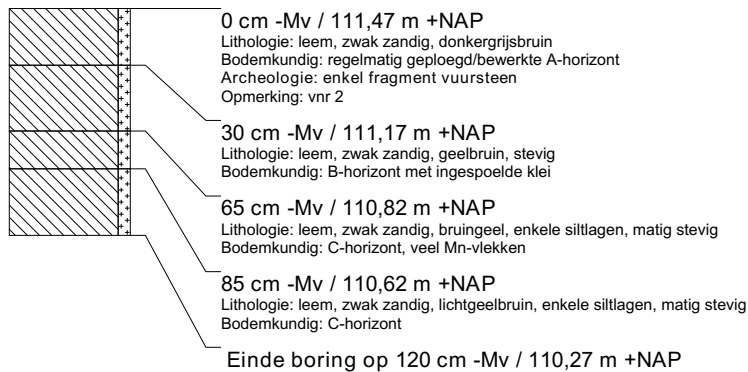 0 cm -Mv / 111,47 m +NAP
Lithologie: leem, zwak zandig, donkergrijsbruin
Bodemkundig: regelmatig geploegd/bewerkte A-horizont
Archeologie: enkel fragment vuursteen
Opmerking: vnr 2
30 cm -Mv / 111,17 m +NAP
Lithologie: leem, zwak zandig, geelbruin, stevig
Bodemkundig: B-horizont met ingespoelde klei
65 cm -Mv / 110,82 m +NAP
Lithologie: leem, zwak zandig, bruingeel, enkele siltlagen, matig stevig
Bodemkundig: C-horizont, veel Mn-vlekken
85 cm -Mv / 110,62 m +NAP
Lithologie: leem, zwak zandig, lichtgeelbruin, enkele siltlagen, matig stevig
Bodemkundig: C-horizont
Einde boring op 120 cm -Mv / 110,27 m +NAP